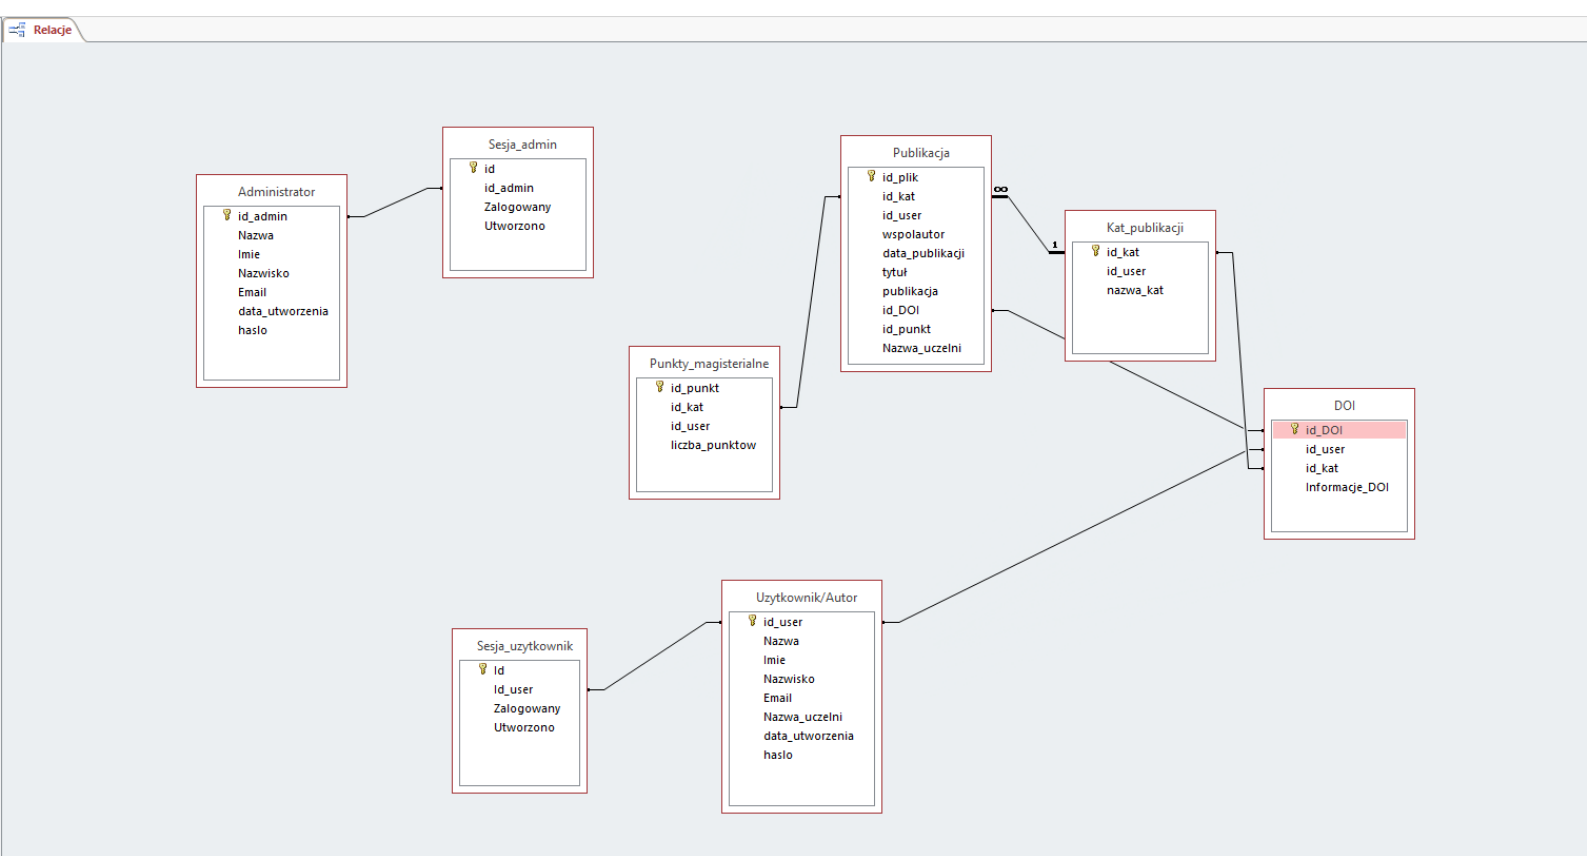 Relacje
Administrator
id_admin
Nazwa
Imie
Nazwisko
Email
data_utworzenia
haslo
Sesja_admin
id
id_admin
Zalogowany
Utworzono
Punkty_magisterialne
id_punkt
id_kat
id_user
liczba_punktow
Publikacja
id_plik
id_kat
id_user
wspolautor
data_publikacji
tytuł
publikacja
id_DOI
id_punkt
Nazwa_uczelni
∞
1
Kat_publikacji
id_kat
id_user
nazwa_kat
DOI
id_DOI
id_user
id_kat
Informacje_DOI
Sesja_uzytkownik
Id
Id_user
Zalogowany
Utworzono
Uzytkownik/Autor
id_user
Nazwa
Imie
Nazwisko
Email
Nazwa_uczelni
data_utworzenia
haslo